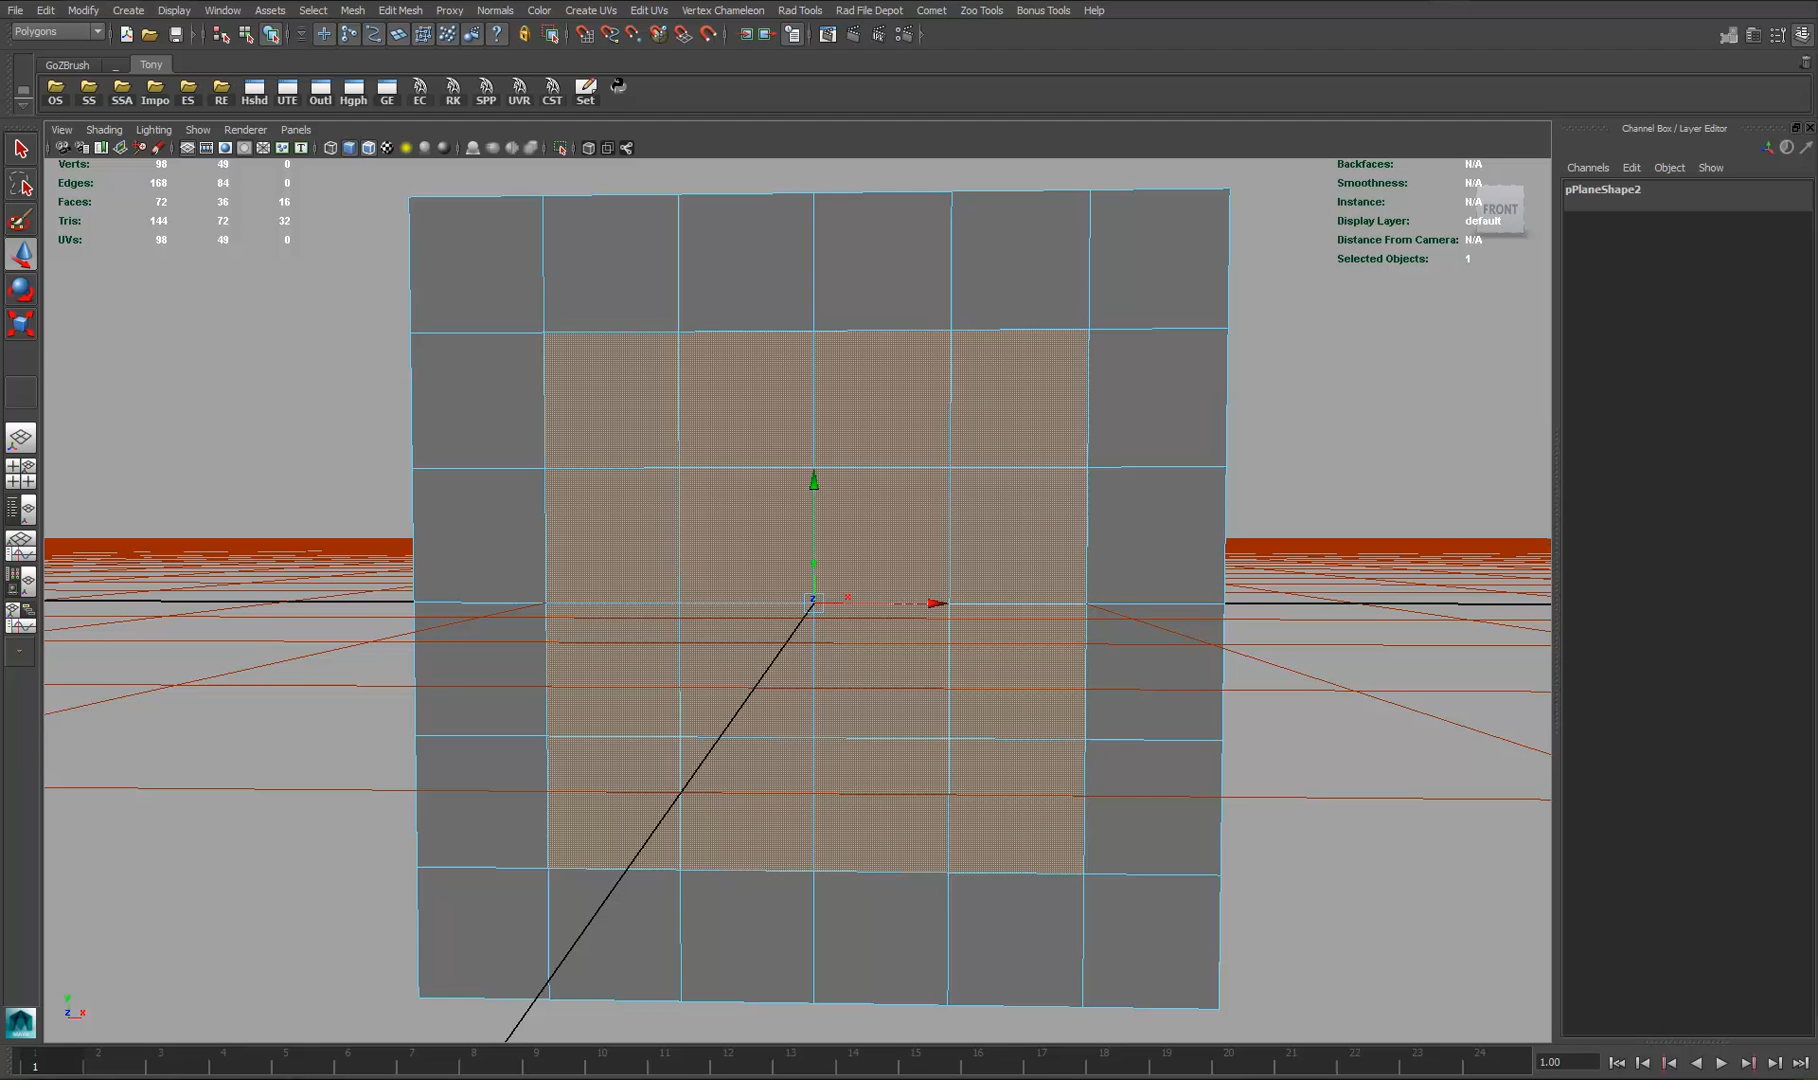 File Edit Modify Create Display Window Assets Select Mesh Edit Mesh Proxy Normals Color Create UVs Edit UVs Vertex Chameleon Rad Tools Rad File Depot Comet Zoo Tools Bonus Tools Help
Polygons
GoZBrush _ Tony
OS SS SSA Impo ES RE Hshd UTE Outl Hgph GE EC RK SPP UVR CST Set
Channel Box / Layer Editor
View Shading Lighting Show Renderer Panels
Channels Edit Object Show
pPlaneShape2
Verts: 98 49 0
Edges: 168 84 0
Faces: 72 36 16
Tris: 144 72 32
UVs: 98 49 0
Backfaces: N/A
Smoothness: N/A
Instance: N/A
Display Layer: default
Distance From Camera: N/A
Selected Objects: 1
FRONT
z x
y
z x
1 2 3 4 5 6 7 8 9 10 11 12 13 14 15 16 17 18 19 20 21 22 23 24
1
1.00